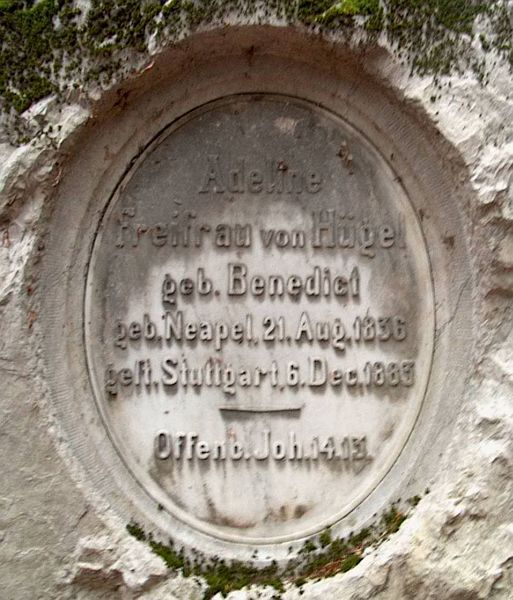 Adeline
Freifrau von Hügel
geb. Benedict
geb. Neapel, 21. Aug. 1836
gest. Stuttgart, 6. Dec. 1883
Offenb. Joh. 14.13.